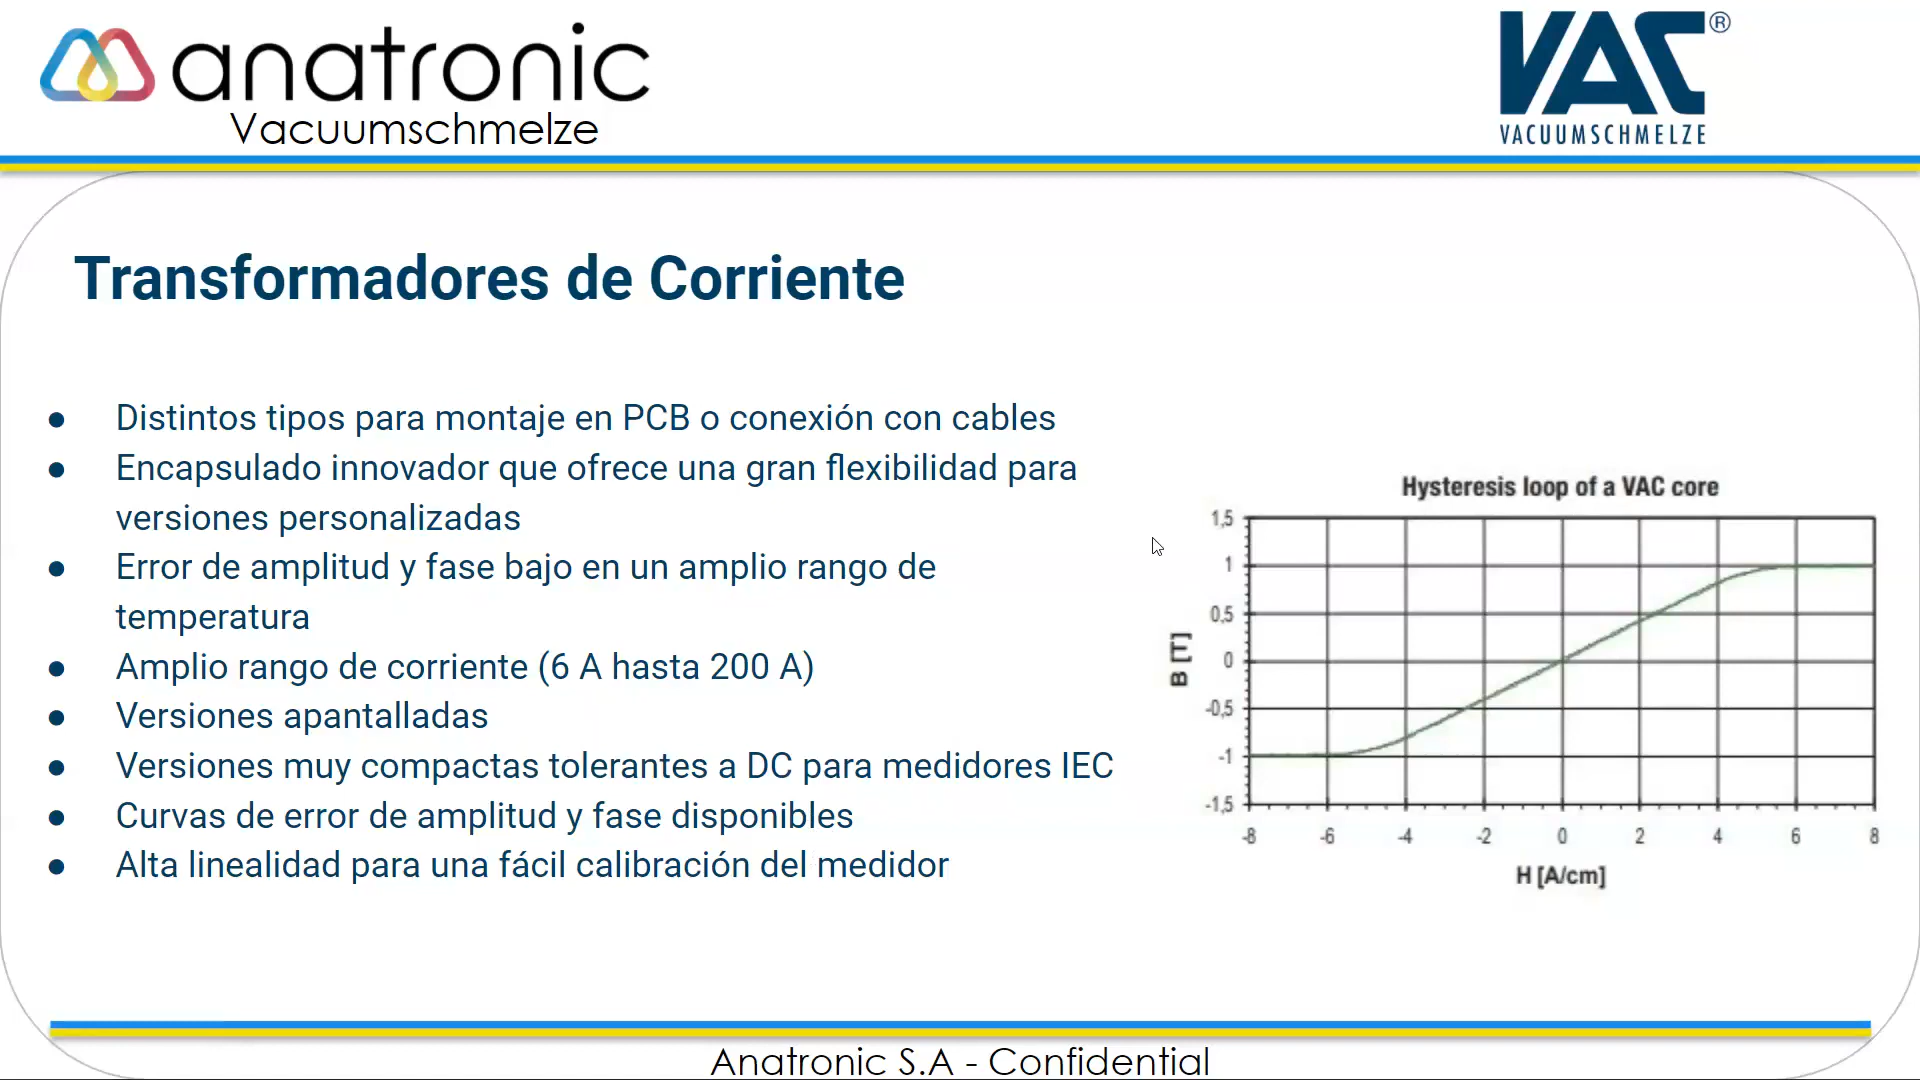 anatronic
Vacuumschmelze
VAC®
VACUUMSCHMELZE
Transformadores de Corriente
● Distintos tipos para montaje en PCB o conexión con cables
● Encapsulado innovador que ofrece una gran flexibilidad para
versiones personalizadas
● Error de amplitud y fase bajo en un amplio rango de
temperatura
● Amplio rango de corriente (6 A hasta 200 A)
● Versiones apantalladas
● Versiones muy compactas tolerantes a DC para medidores IEC
● Curvas de error de amplitud y fase disponibles
● Alta linealidad para una fácil calibración del medidor
Hysteresis loop of a VAC core
1,5
1
0,5
0
-0,5
-1
-1,5
B [T]
-8 -6 -4 -2 0 2 4 6 8
H [A/cm]
Anatronic S.A - Confidential